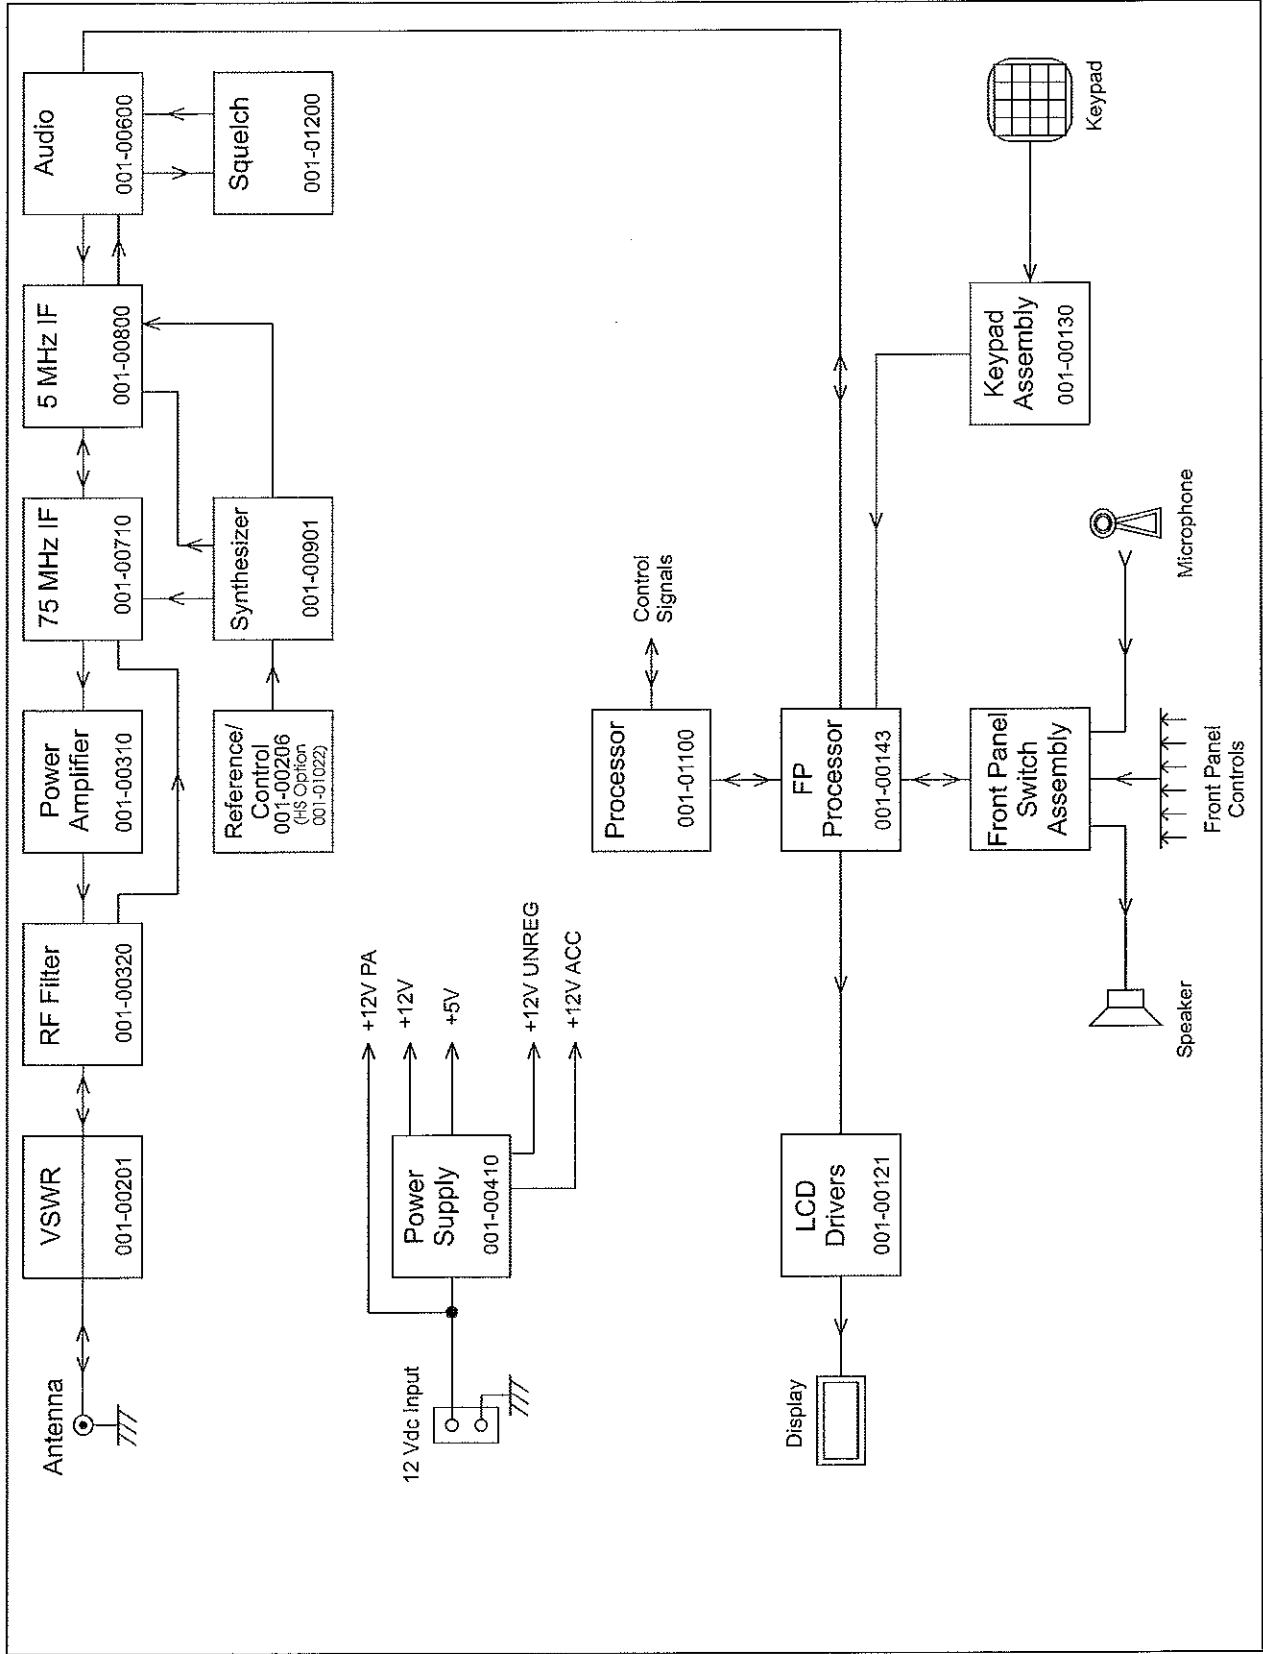 Antenna
VSWR
001-00201
RF Filter
001-00320
Power
Amplifier
001-00310
75 MHz IF
001-00710
5 MHz IF
001-00800
Audio
001-00600
Reference/
Control
001-00206
(HS Option
001-01022)
Synthesizer
001-00901
Squelch
001-01200
12 Vdc Input
Power
Supply
001-00410
+12V PA
+12V
+5V
+12V UNREG
+12V ACC
Processor
001-01100
Control
Signals
Display
LCD
Drivers
001-00121
FP
Processor
001-00143
Front Panel
Switch
Assembly
Keypad
Assembly
001-00130
Keypad
Speaker
Front Panel
Controls
Microphone